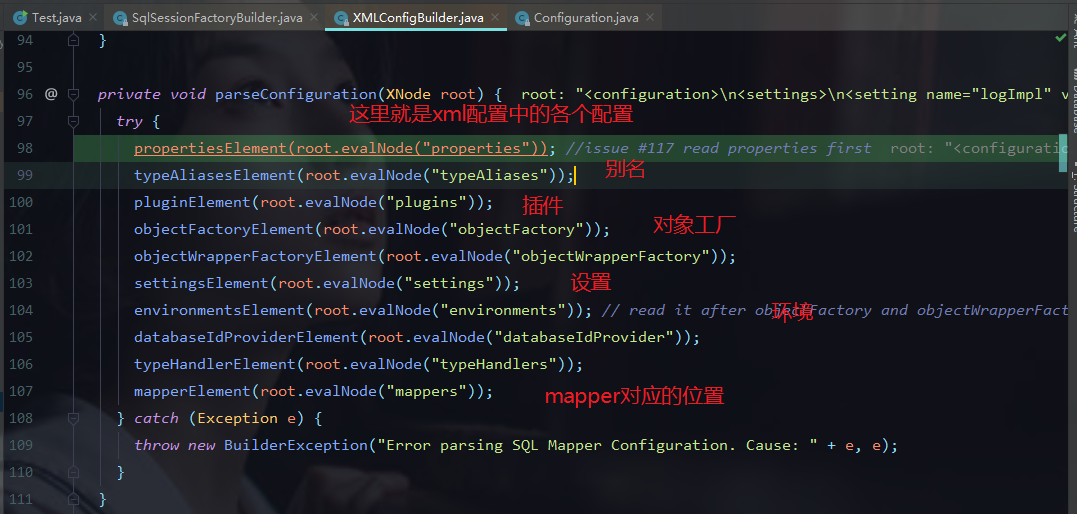 Test.java SqlSessionFactoryBuilder.java XMLConfigBuilder.java Configuration.java
94 }
95
96 @ private void parseConfiguration(XNode root) { root: "<configuration>\n<settings>\n<setting name="logImpl" v
这里就是xml配置中的各个配置
97 try {
98 propertiesElement(root.evalNode("properties")); //issue #117 read properties first root: "<configuratio
别名
99 typeAliasesElement(root.evalNode("typeAliases"));
100 pluginElement(root.evalNode("plugins"));
插件
对象工厂
101 objectFactoryElement(root.evalNode("objectFactory"));
102 objectWrapperFactoryElement(root.evalNode("objectWrapperFactory"));
103 settingsElement(root.evalNode("settings"));
设置
104 environmentsElement(root.evalNode("environments")); // read it after objectFactory and objectWrapperFact
环境
105 databaseIdProviderElement(root.evalNode("databaseIdProvider"));
106 typeHandlerElement(root.evalNode("typeHandlers"));
107 mapperElement(root.evalNode("mappers"));
mapper对应的位置
108 } catch (Exception e) {
109 throw new BuilderException("Error parsing SQL Mapper Configuration. Cause: " + e, e);
110 }
111 }